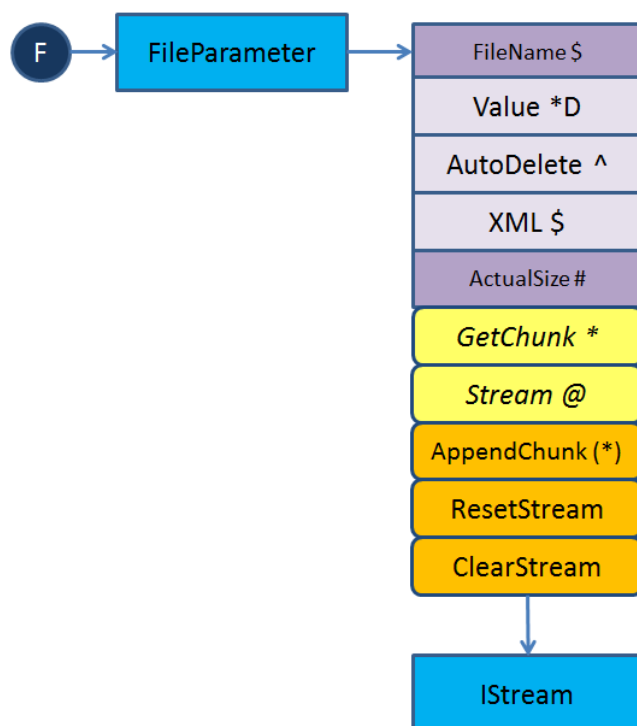 F
FileParameter
FileName $
Value *D
AutoDelete ^
XML $
ActualSize #
GetChunk *
Stream @
AppendChunk (*)
ResetStream
ClearStream
IStream